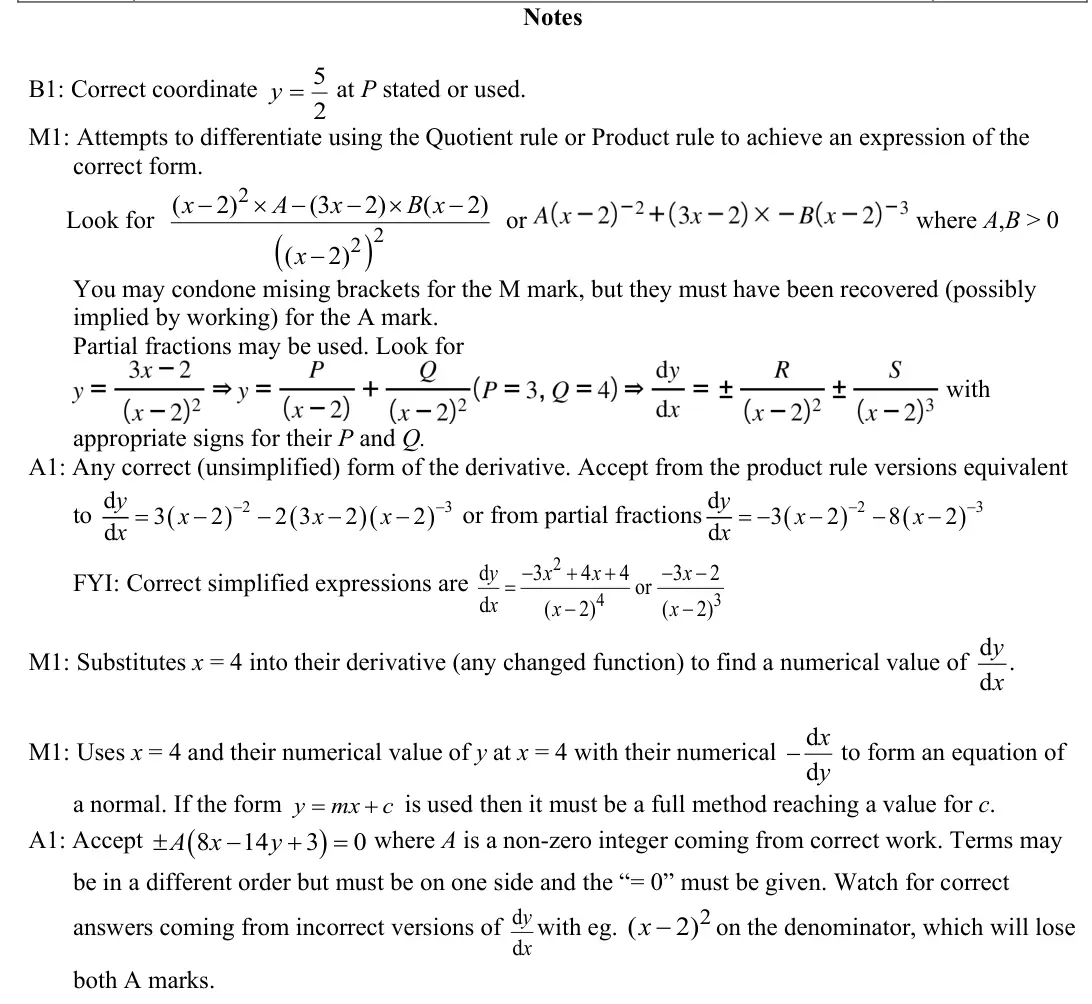 Notes
B1: Correct coordinate y = 5/2 at P stated or used.
M1: Attempts to differentiate using the Quotient rule or Product rule to achieve an expression of the
correct form.
Look for ((x−2)²×A−(3x−2)×B(x−2))/((x−2)²)² or A(x−2)⁻²+(3x−2)×−B(x−2)⁻³ where A,B > 0
You may condone mising brackets for the M mark, but they must have been recovered (possibly
implied by working) for the A mark.
Partial fractions may be used. Look for
y = (3x−2)/(x−2)² ⇒ y = P/(x−2) + Q/(x−2)² (P = 3, Q = 4) ⇒ dy/dx = ± R/(x−2)² ± S/(x−2)³ with
appropriate signs for their P and Q.
A1: Any correct (unsimplified) form of the derivative. Accept from the product rule versions equivalent
to dy/dx = 3(x−2)⁻² −2(3x−2)(x−2)⁻³ or from partial fractions dy/dx = −3(x−2)⁻² −8(x−2)⁻³
FYI: Correct simplified expressions are dy/dx = (−3x²+4x+4)/(x−2)⁴ or (−3x−2)/(x−2)³
M1: Substitutes x = 4 into their derivative (any changed function) to find a numerical value of dy/dx.
M1: Uses x = 4 and their numerical value of y at x = 4 with their numerical −dx/dy to form an equation of
a normal. If the form y = mx + c is used then it must be a full method reaching a value for c.
A1: Accept ±A(8x−14y+3) = 0 where A is a non-zero integer coming from correct work. Terms may
be in a different order but must be on one side and the “= 0” must be given. Watch for correct
answers coming from incorrect versions of dy/dx with eg. (x−2)² on the denominator, which will lose
both A marks.